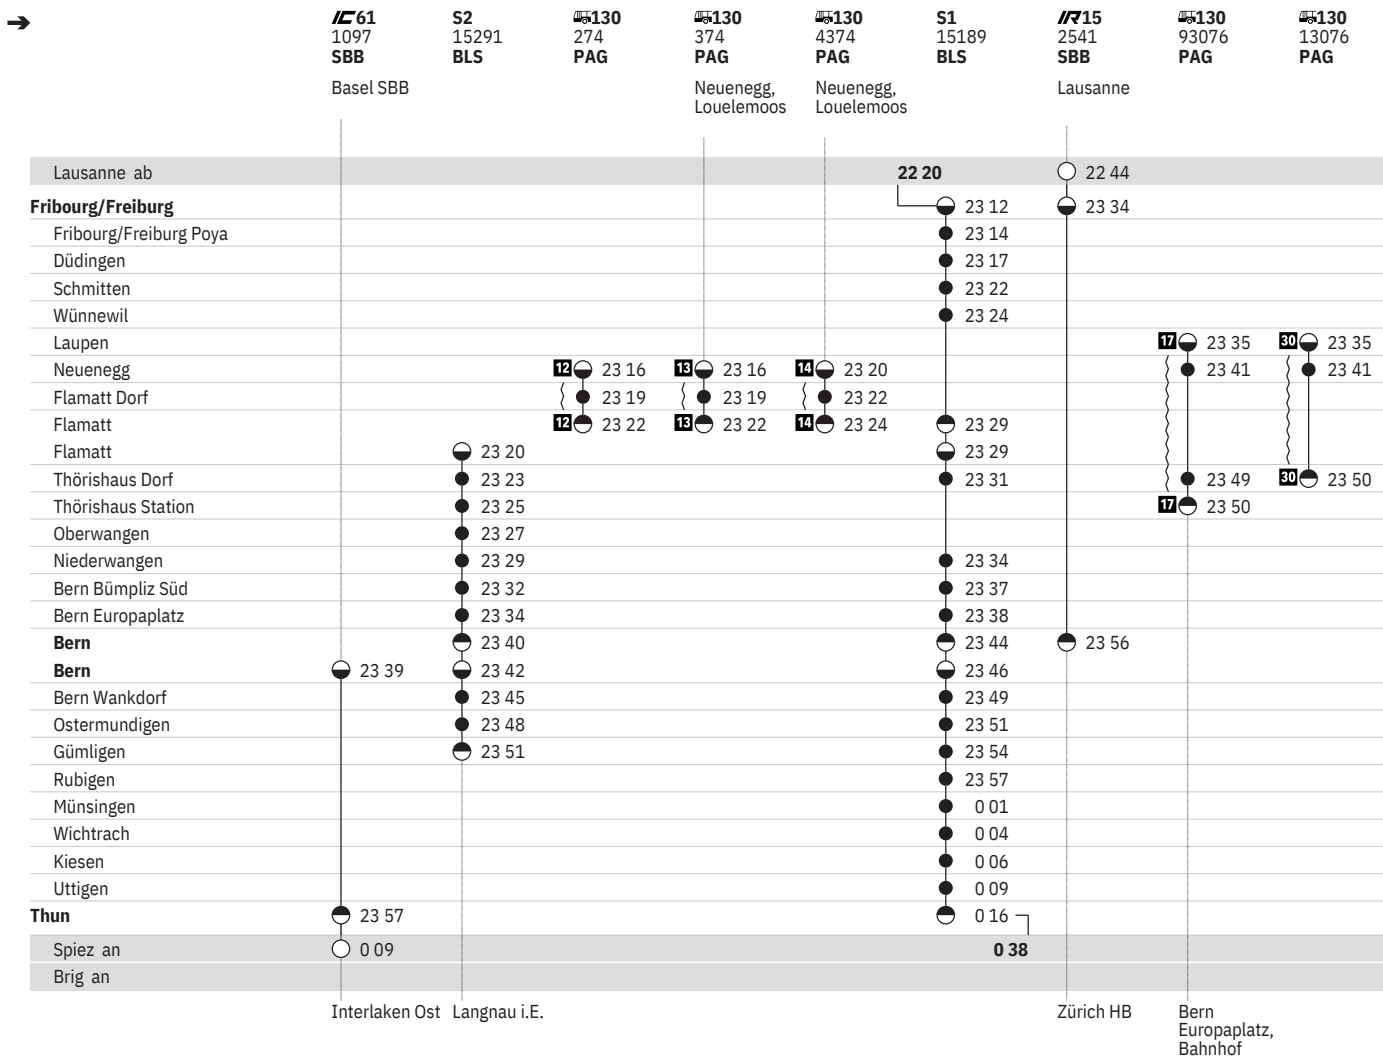 ➔ IC61 S2 130 130 130 S1 IR15 130 130
1097 15291 274 374 4374 15189 2541 93076 13076
SBB BLS PAG PAG PAG BLS SBB PAG PAG
Basel SBB Neuenegg, Neuenegg, Lausanne
Louelemoos Louelemoos
Lausanne ab 22 20 22 44
Fribourg/Freiburg 23 12 23 34
Fribourg/Freiburg Poya 23 14
Düdingen 23 17
Schmitten 23 22
Wünnewil 23 24
Laupen 17 23 35 30 23 35
Neuenegg 12 23 16 13 23 16 14 23 20 23 41 23 41
Flamatt Dorf 23 19 23 19 23 22
Flamatt 12 23 22 13 23 22 14 23 24 23 29
Flamatt 23 20 23 29
Thörishaus Dorf 23 23 23 31 23 49 30 23 50
Thörishaus Station 23 25 17 23 50
Oberwangen 23 27
Niederwangen 23 29 23 34
Bern Bümpliz Süd 23 32 23 37
Bern Europaplatz 23 34 23 38
Bern 23 40 23 44 23 56
Bern 23 39 23 42 23 46
Bern Wankdorf 23 45 23 49
Ostermundigen 23 48 23 51
Gümligen 23 51 23 54
Rubigen 23 57
Münsingen 0 01
Wichtrach 0 04
Kiesen 0 06
Uttigen 0 09
Thun 23 57 0 16
Spiez an 0 09 0 38
Brig an
Interlaken Ost Langnau i.E. Zürich HB Bern
Europaplatz,
Bahnhof